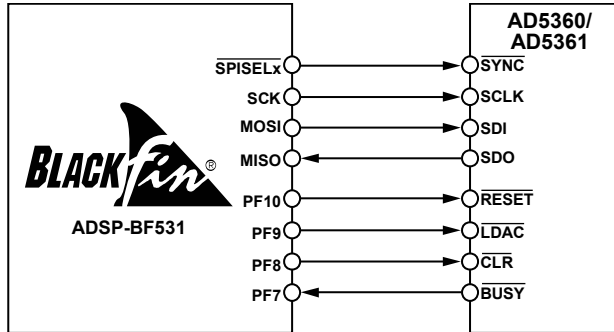 AD5360/
AD5361
SPISELx
SYNC
SCK
SCLK
MOSI
SDI
MISO
SDO
BLACKfin®
PF10
RESET
ADSP-BF531
PF9
LDAC
PF8
CLR
PF7
BUSY